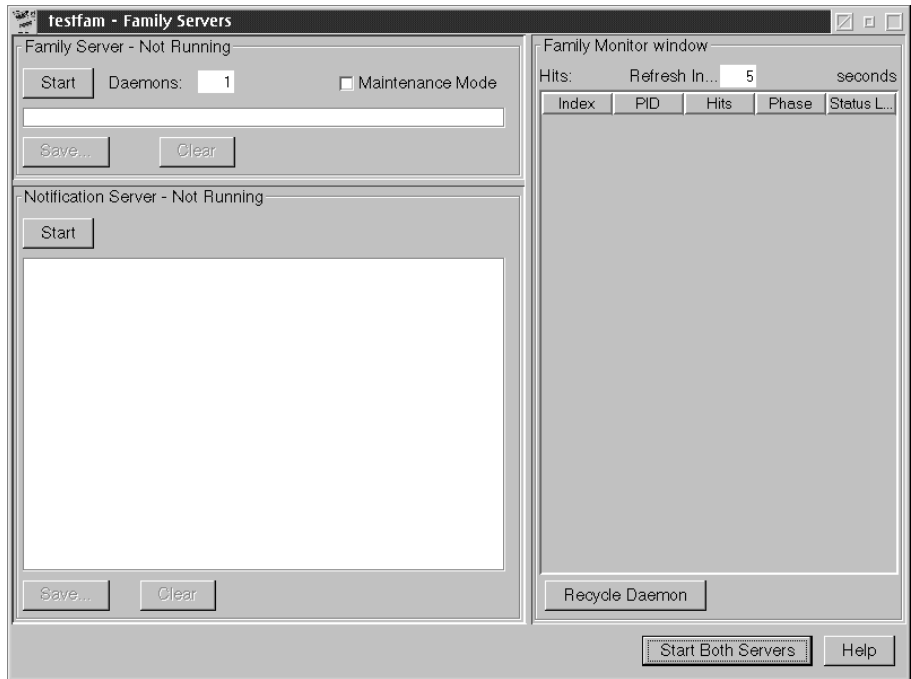 testfam - Family Servers
Family Server - Not Running
Start Daemons: 1 Maintenance Mode
Save... Clear
Notification Server - Not Running
Start
Save... Clear
Family Monitor window
Hits: Refresh In... 5 seconds
Index PID Hits Phase Status L...
Recycle Daemon
Start Both Servers Help